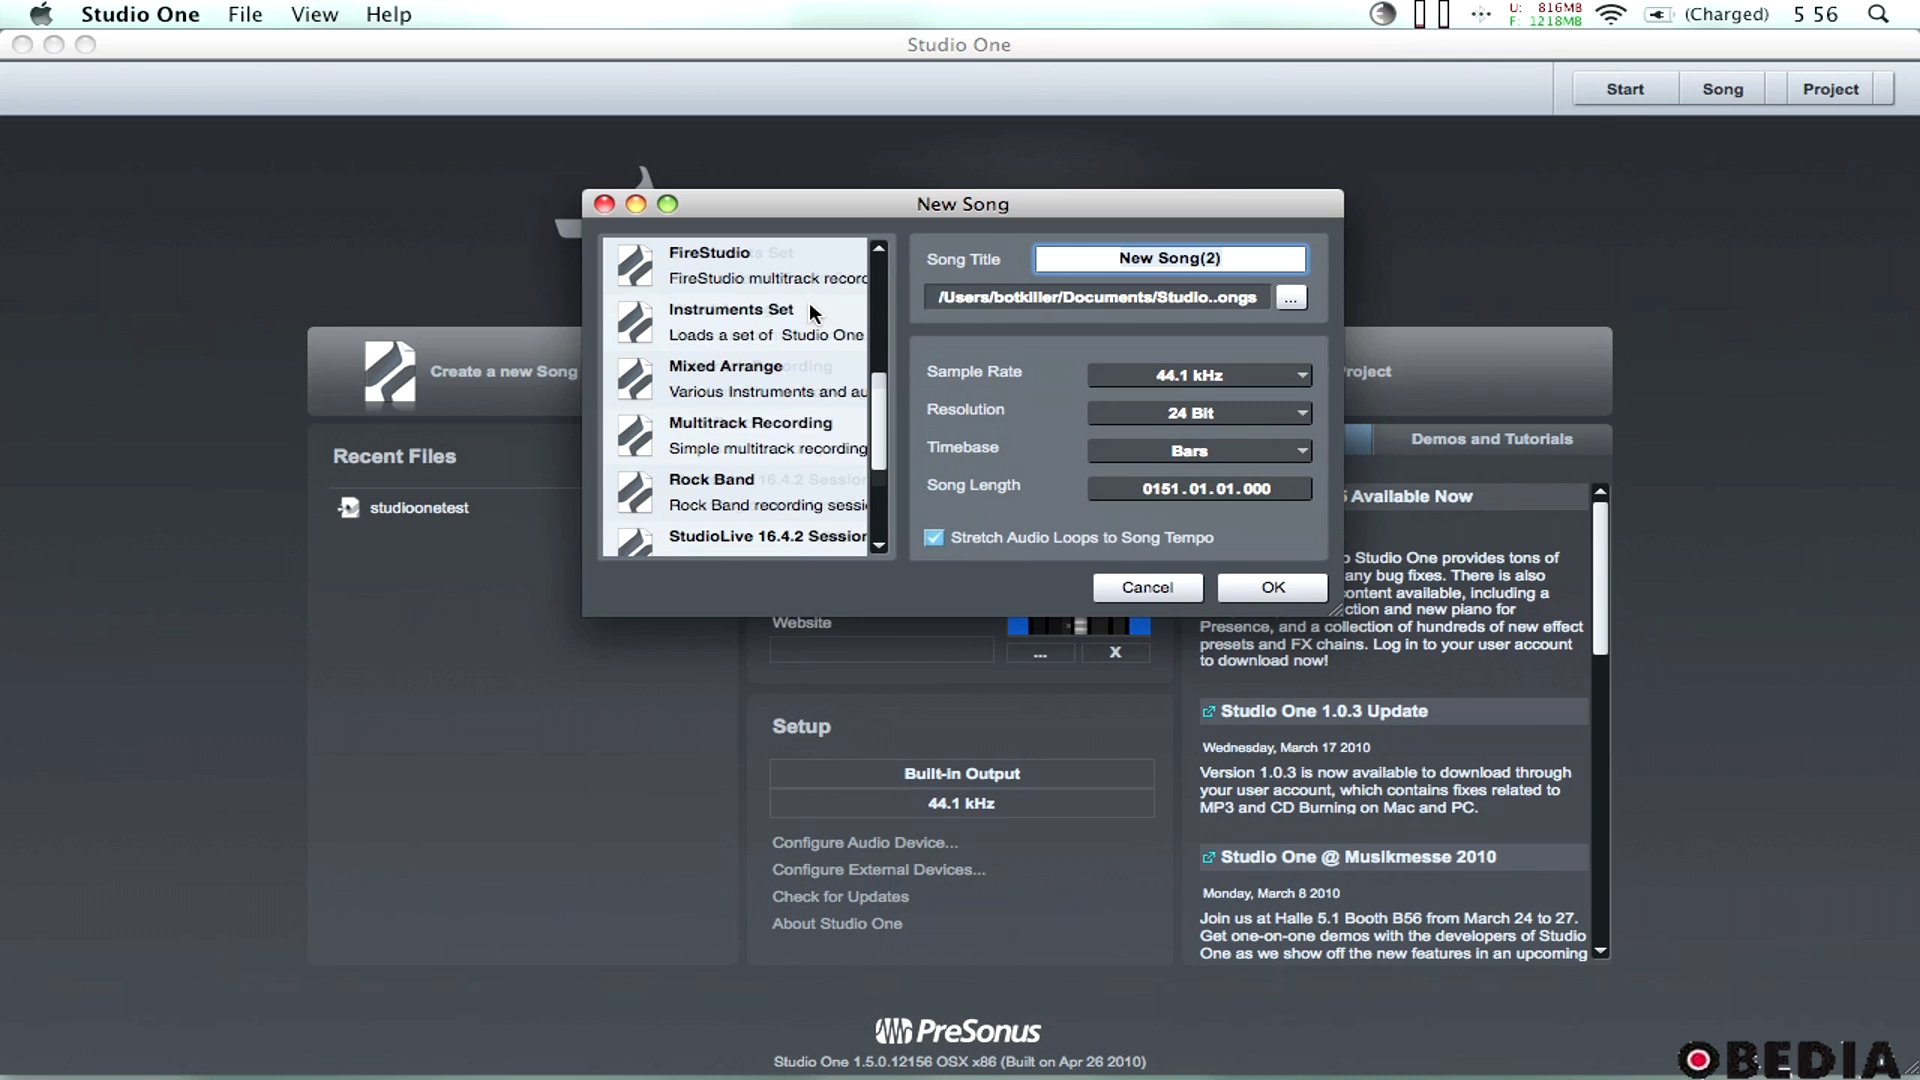 Studio One File View Help
U: 816MB
F: 1218MB
(Charged) 5 56
Studio One
Start Song Project
New Song
FireStudio
FireStudio multitrack record
Instruments Set
Loads a set of Studio One
Mixed Arrange
Various Instruments and au
Multitrack Recording
Simple multitrack recording
Rock Band
Rock Band recording sessi
StudioLive 16.4.2 Session
Song Title New Song(2)
/Users/botkiller/Documents/Studio..ongs ...
Sample Rate 44.1 kHz
Resolution 24 Bit
Timebase Bars
Song Length 0151.01.01.000
Stretch Audio Loops to Song Tempo
Cancel OK
Create a new Song
roject
Recent Files
studioonetest
Website
... X
Setup
Built-in Output
44.1 kHz
Configure Audio Device...
Configure External Devices...
Check for Updates
About Studio One
Demos and Tutorials
5 Available Now
o Studio One provides tons of
any bug fixes. There is also
ontent available, including a
ction and new piano for
Presence, and a collection of hundreds of new effect
presets and FX chains. Log in to your user account
to download now!
Studio One 1.0.3 Update
Wednesday, March 17 2010
Version 1.0.3 is now available to download through
your user account, which contains fixes related to
MP3 and CD Burning on Mac and PC.
Studio One @ Musikmesse 2010
Monday, March 8 2010
Join us at Halle 5.1 Booth B56 from March 24 to 27.
Get one-on-one demos with the developers of Studio
One as we show off the new features in an upcoming
PreSonus
Studio One 1.5.0.12156 OSX x86 (Built on Apr 26 2010)
OBEDIA